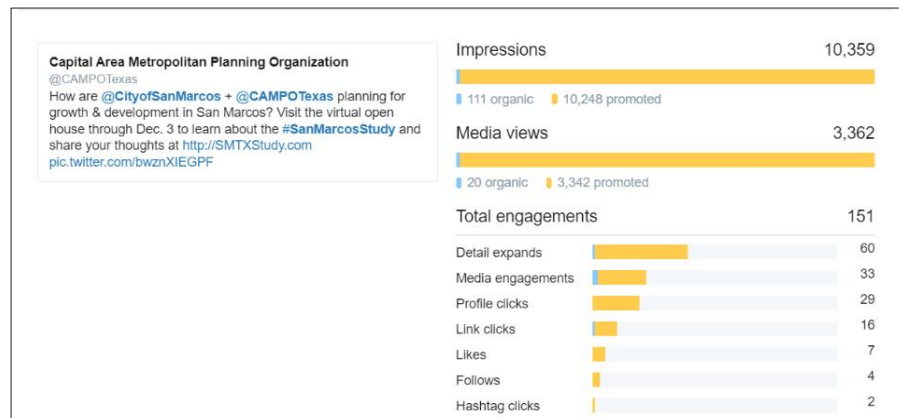 Capital Area Metropolitan Planning Organization
@CAMPOTexas
How are @CityofSanMarcos + @CAMPOTexas planning for
growth & development in San Marcos? Visit the virtual open
house through Dec. 3 to learn about the #SanMarcosStudy and
share your thoughts at http://SMTXStudy.com
pic.twitter.com/bwznXIEGPF
Impressions 10,359
111 organic 10,248 promoted
Media views 3,362
20 organic 3,342 promoted
Total engagements 151
Detail expands 60
Media engagements 33
Profile clicks 29
Link clicks 16
Likes 7
Follows 4
Hashtag clicks 2